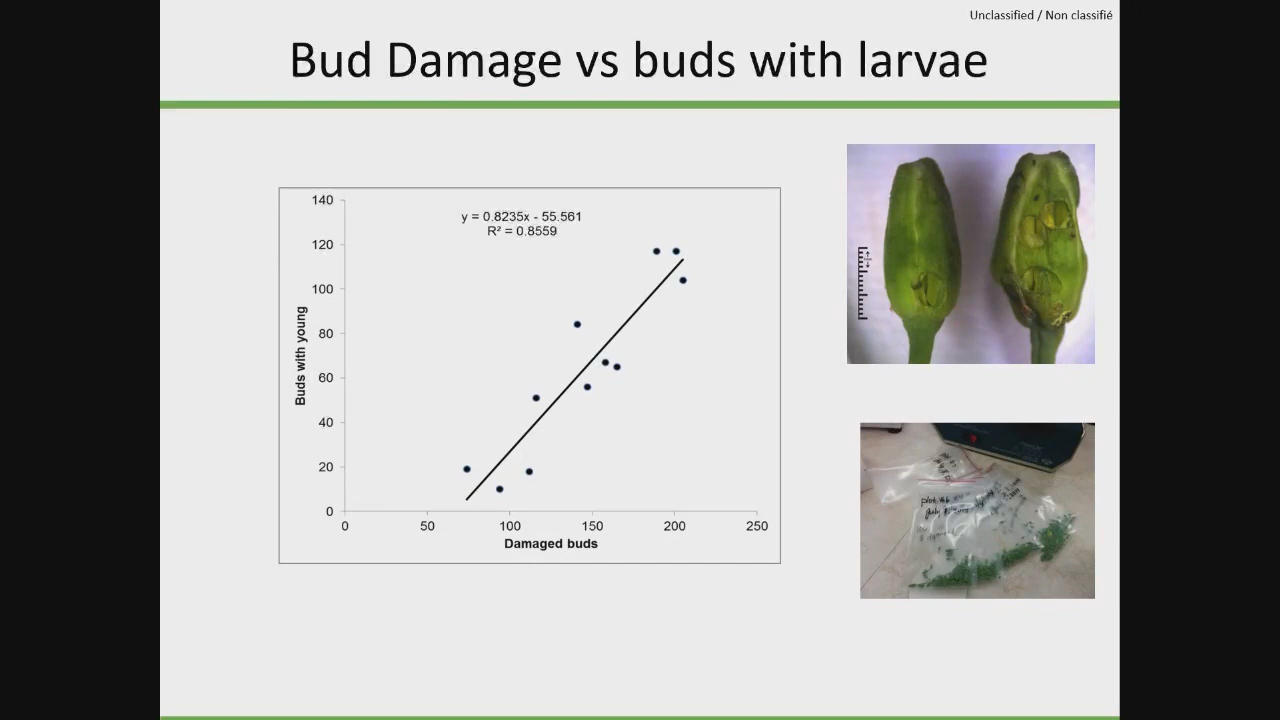 Unclassified / Non classifié
Bud Damage vs buds with larvae
140
120
100
80
60
40
20
0
y = 0.8235x - 55.561
R² = 0.8559
Buds with young
0 50 100 150 200 250
Damaged buds